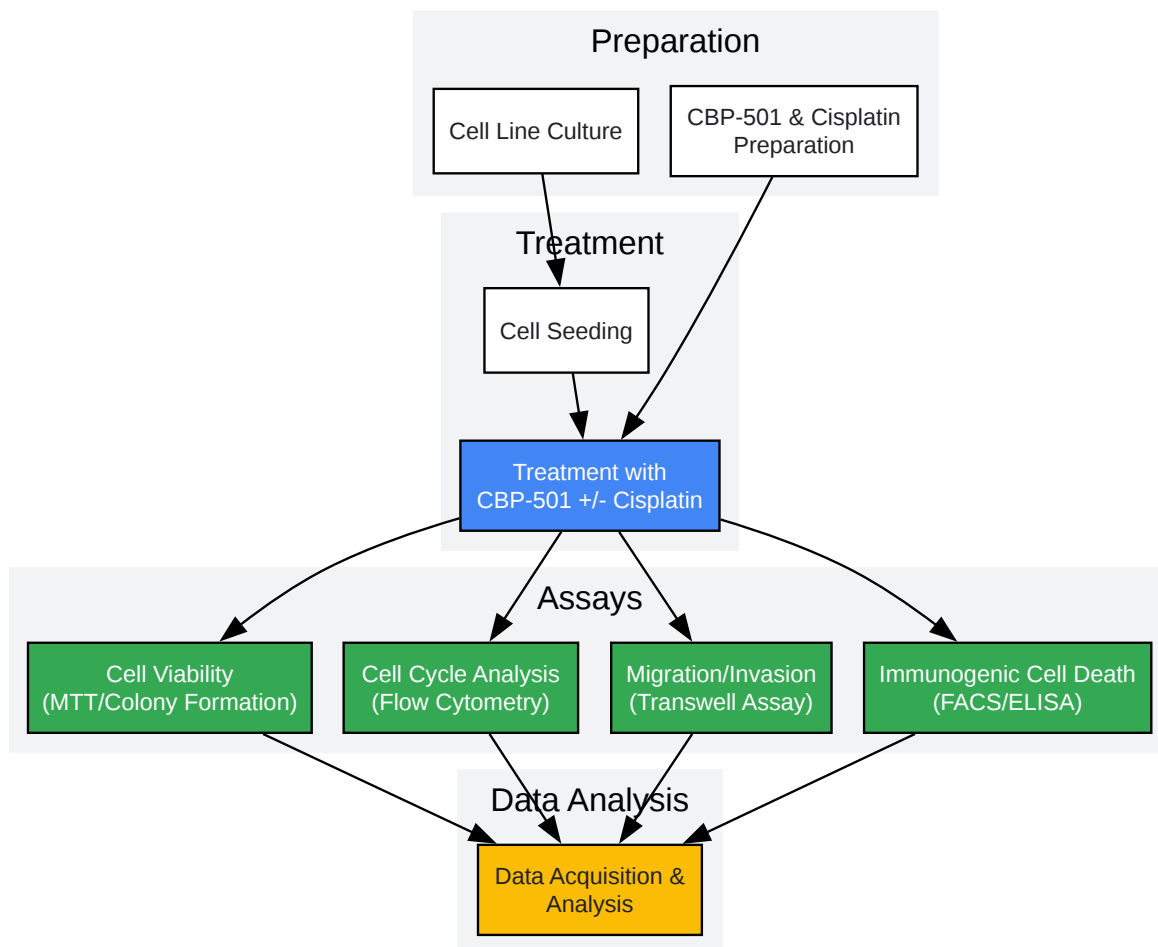 Preparation
Cell Line Culture
CBP-501 & Cisplatin
Preparation
Treatment
Cell Seeding
Treatment with
CBP-501 +/- Cisplatin
Assays
Cell Viability
(MTT/Colony Formation)
Cell Cycle Analysis
(Flow Cytometry)
Migration/Invasion
(Transwell Assay)
Immunogenic Cell Death
(FACS/ELISA)
Data Analysis
Data Acquisition &
Analysis